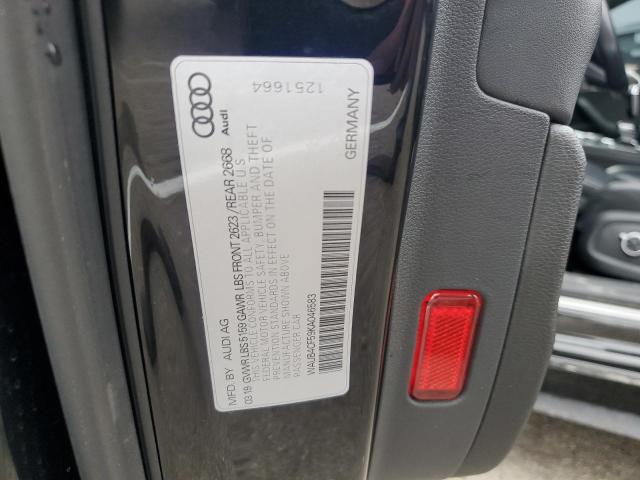 Audi
1251664
GERMANY
MFD. BY AUDI AG
03.19 GVWR LBS 5159 GAWR LBS FRONT 2623 /REAR 2668
THIS VEHICLE CONFORMS TO ALL APPLICABLE U.S
FEDERAL MOTOR VEHICLE SAFETY, BUMPER AND THEFT
PREVENTION STANDARDS IN EFFECT ON DATE OF
MANUFACTURE SHOWN ABOVE
PASSENGER CAR
WAUB4CF59KA046583